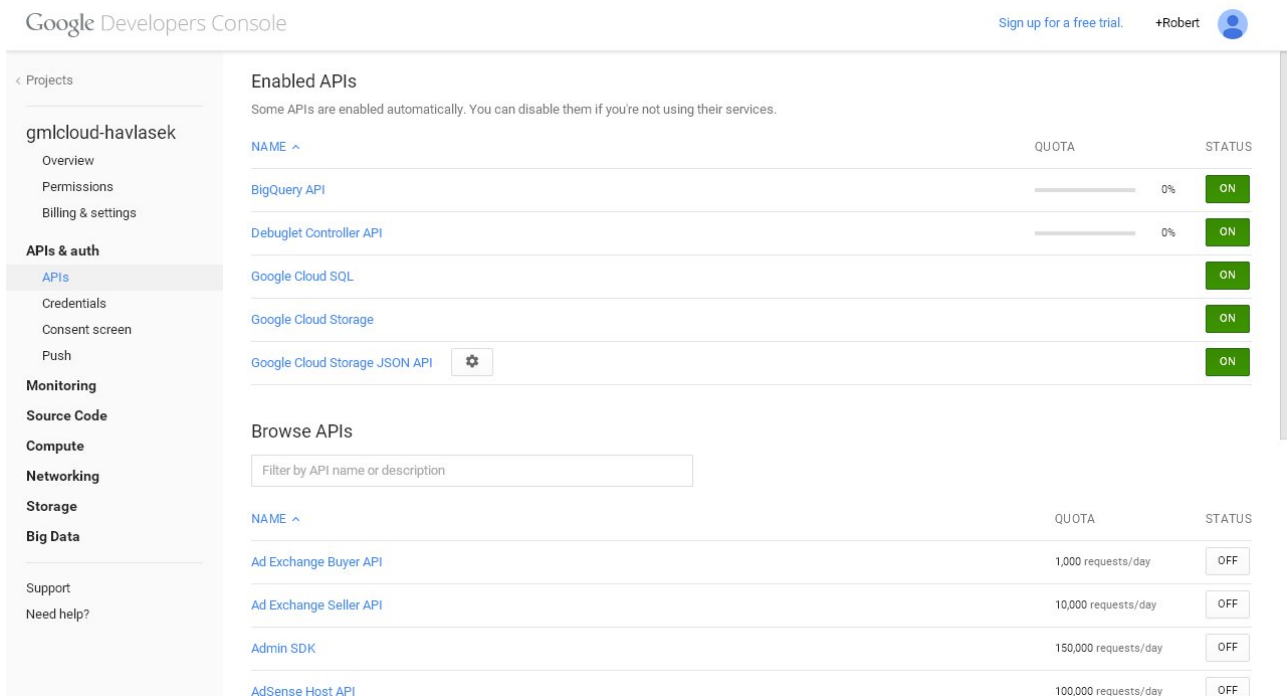 Google Developers Console
Sign up for a free trial. +Robert
< Projects
gmlcloud-havlasek
Overview
Permissions
Billing & settings
APIs & auth
APIs
Credentials
Consent screen
Push
Monitoring
Source Code
Compute
Networking
Storage
Big Data
Support
Need help?
Enabled APIs
Some APIs are enabled automatically. You can disable them if you're not using their services.
NAME QUOTA STATUS
BigQuery API 0% ON
Debuglet Controller API 0% ON
Google Cloud SQL ON
Google Cloud Storage ON
Google Cloud Storage JSON API ON
Browse APIs
Filter by API name or description
NAME QUOTA STATUS
Ad Exchange Buyer API 1,000 requests/day OFF
Ad Exchange Seller API 10,000 requests/day OFF
Admin SDK 150,000 requests/day OFF
AdSense Host API 100,000 requests/day OFF